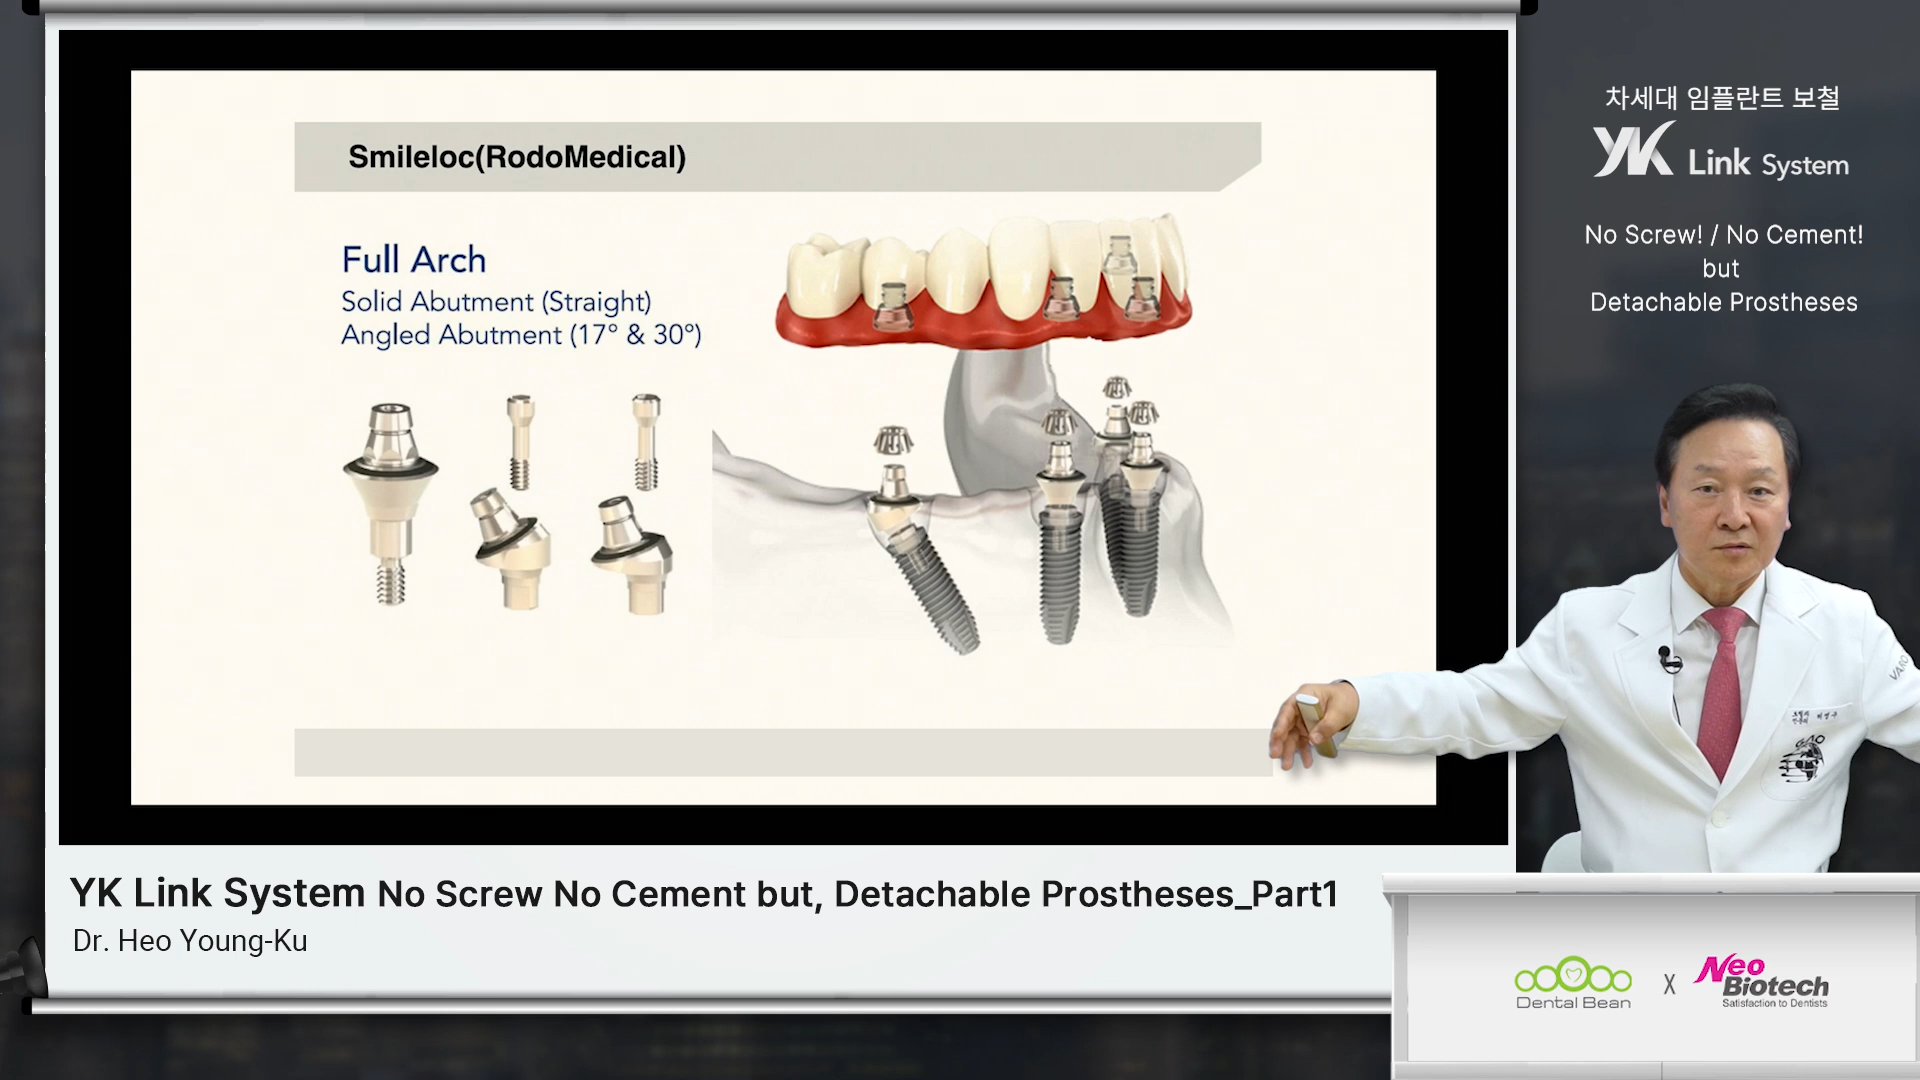 Smileloc(RodoMedical)
Full Arch
Solid Abutment (Straight)
Angled Abutment (17° & 30°)
차세대 임플란트 보철
YK Link System
No Screw! / No Cement!
but
Detachable Prostheses
YK Link System No Screw No Cement but, Detachable Prostheses_Part1
Dr. Heo Young-Ku
Dental Bean
X
Neo Biotech
Satisfaction to Dentists